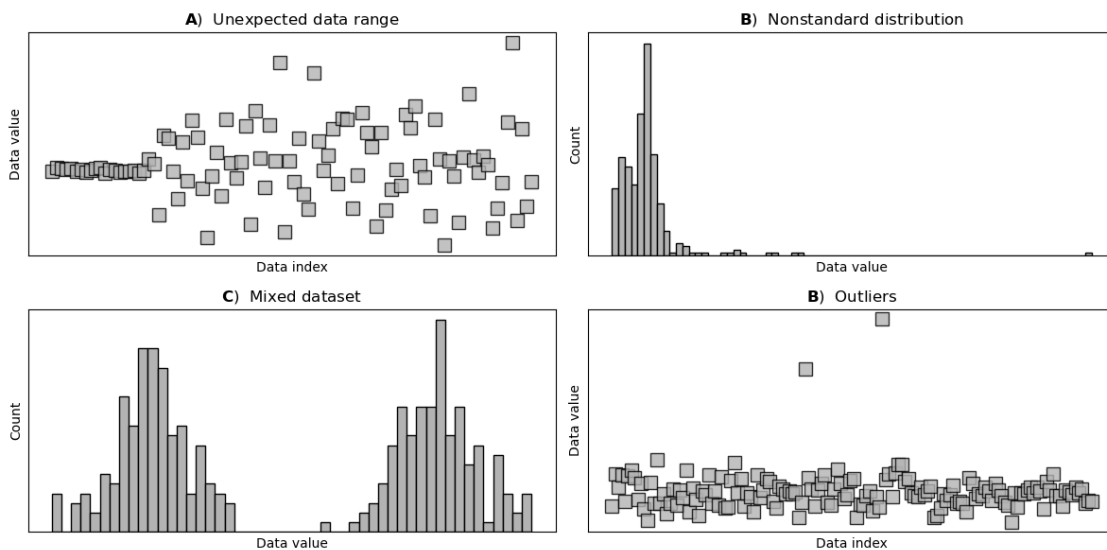 A) Unexpected data range
Data value
Data index
B) Nonstandard distribution
Count
Data value
C) Mixed dataset
Count
Data value
B) Outliers
Data value
Data index